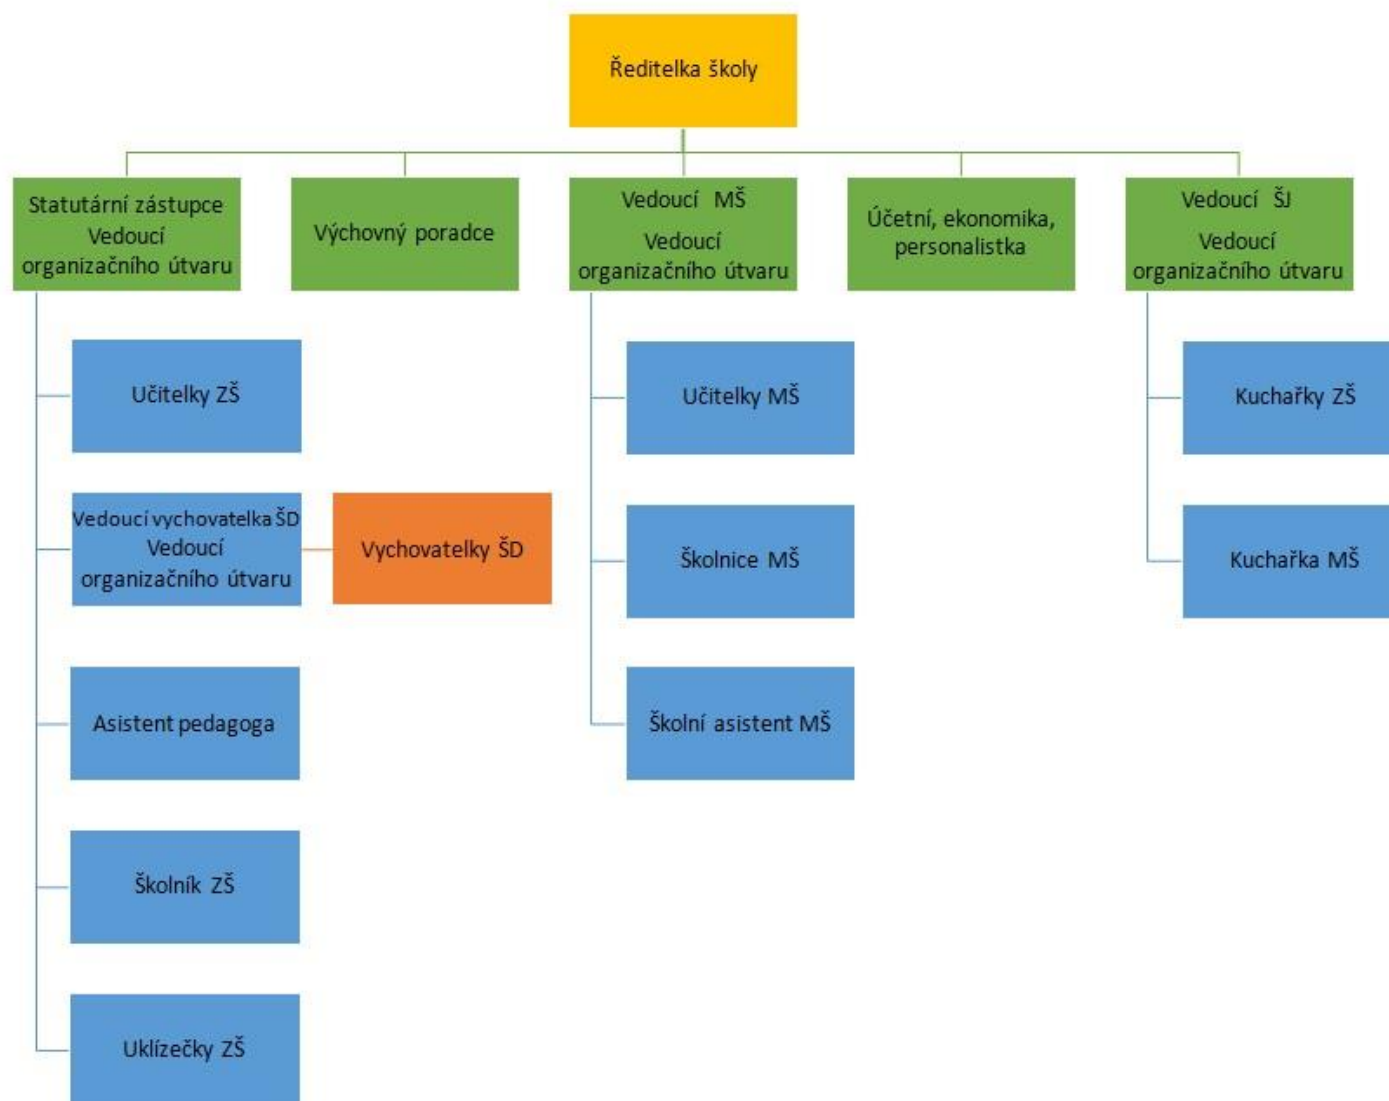 Ředitelka školy
Statutární zástupce
Vedoucí
organizačního útvaru
Výchovný poradce
Vedoucí MŠ
Vedoucí
organizačního útvaru
Účetní, ekonomika,
personalistka
Vedoucí ŠJ
Vedoucí
organizačního útvaru
Učitelky ZŠ
Vedoucí vychovatelka ŠD
Vedoucí
organizačního útvaru
Vychovatelky ŠD
Asistent pedagoga
Školník ZŠ
Uklízečky ZŠ
Učitelky MŠ
Školnice MŠ
Školní asistent MŠ
Kuchařky ZŠ
Kuchařka MŠ